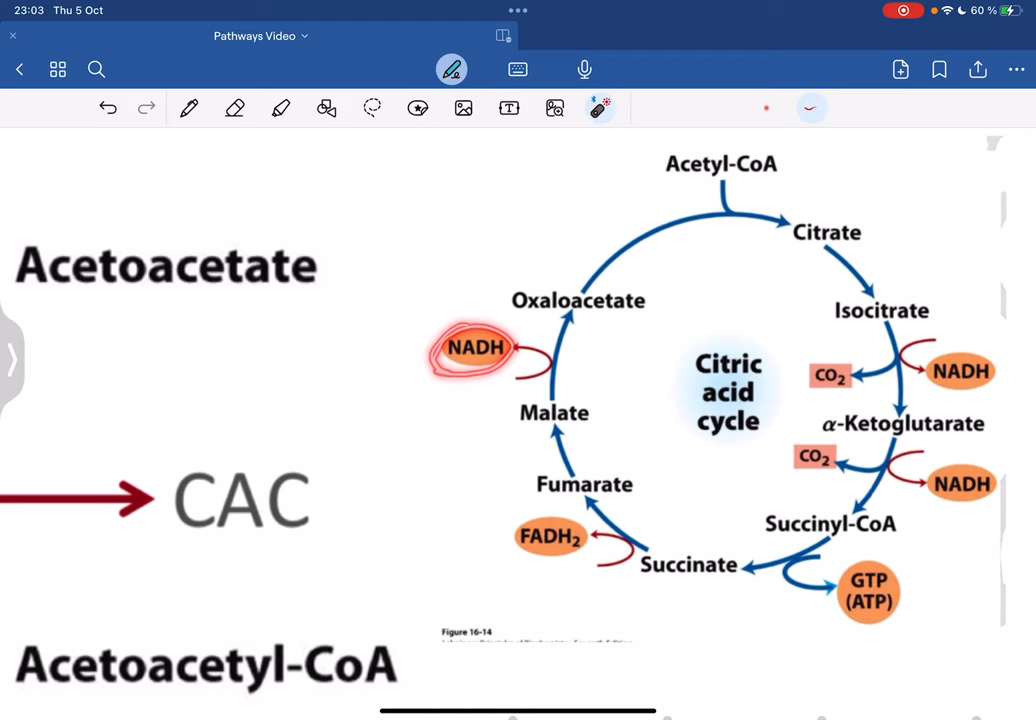 23:03 Thu 5 Oct
60 %
Pathways Video
Acetyl-CoA
Citrate
Acetoacetate
Oxaloacetate
Isocitrate
NADH
Citric
acid
cycle
CO2
NADH
Malate
α-Ketoglutarate
CO2
NADH
CAC
Fumarate
Succinyl-CoA
FADH2
Succinate
GTP
(ATP)
Figure 16-14
Acetoacetyl-CoA